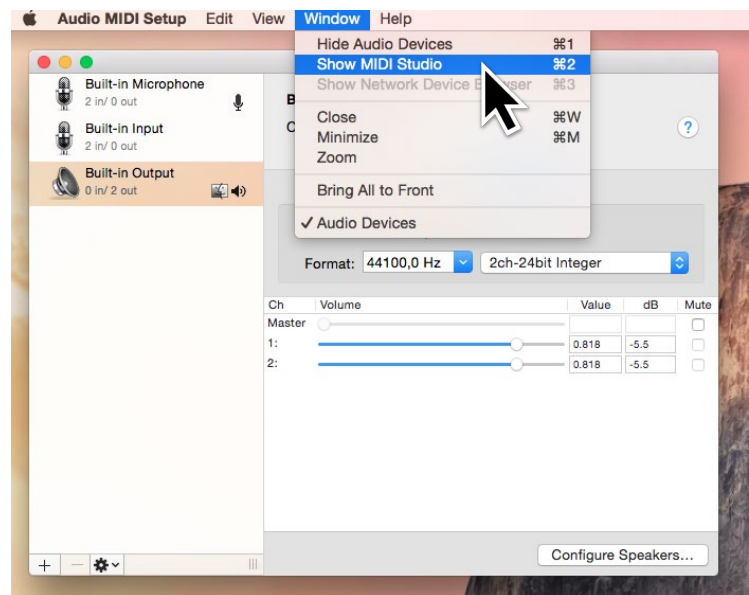 Audio MIDI Setup Edit View Window Help
Hide Audio Devices ⌘1
Show MIDI Studio ⌘2
Show Network Device Browser ⌘3
Close ⌘W
Minimize ⌘M
Zoom
Bring All to Front
✓ Audio Devices
Built-in Microphone
2 in/ 0 out
Built-in Input
2 in/ 0 out
Built-in Output
0 in/ 2 out
?
Format: 44100,0 Hz 2ch-24bit Integer
Ch Volume Value dB Mute
Master
1: 0.818 -5.5
2: 0.818 -5.5
Configure Speakers...